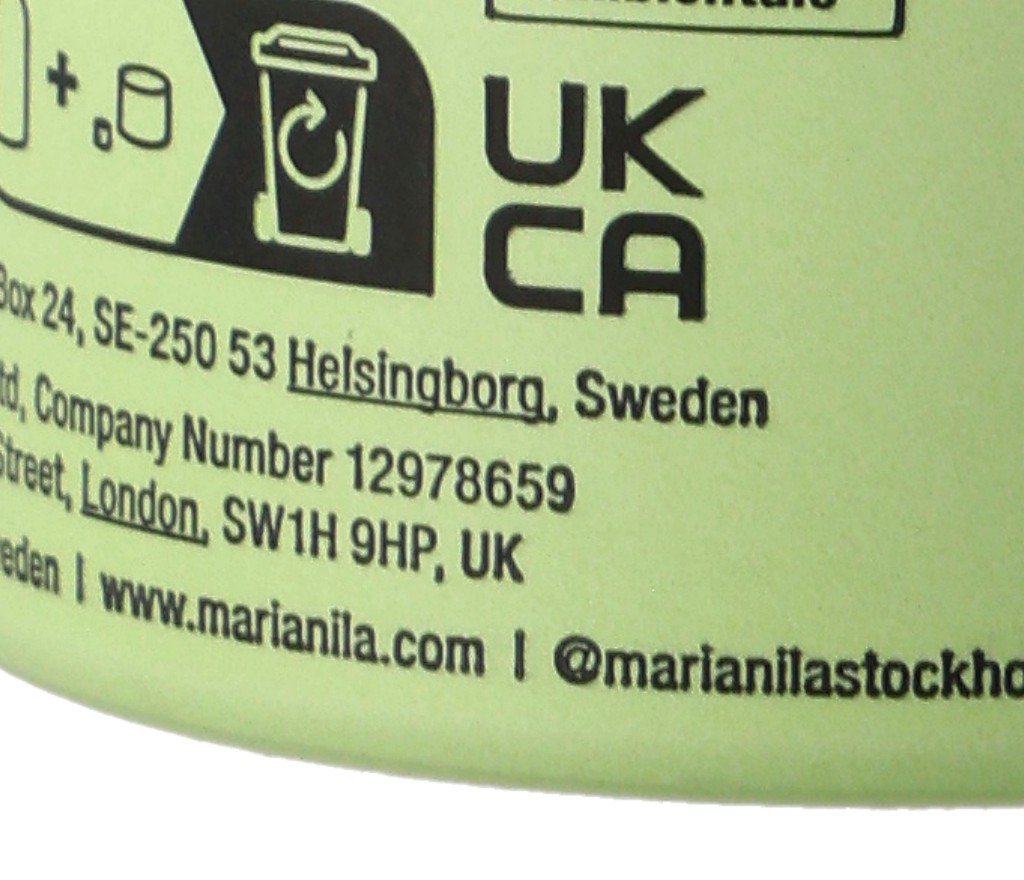 UK
CA
Box 24, SE-250 53 Helsingborg, Sweden
td, Company Number 12978659
Street, London, SW1H 9HP, UK
eden | www.marianila.com | @marianilastockho